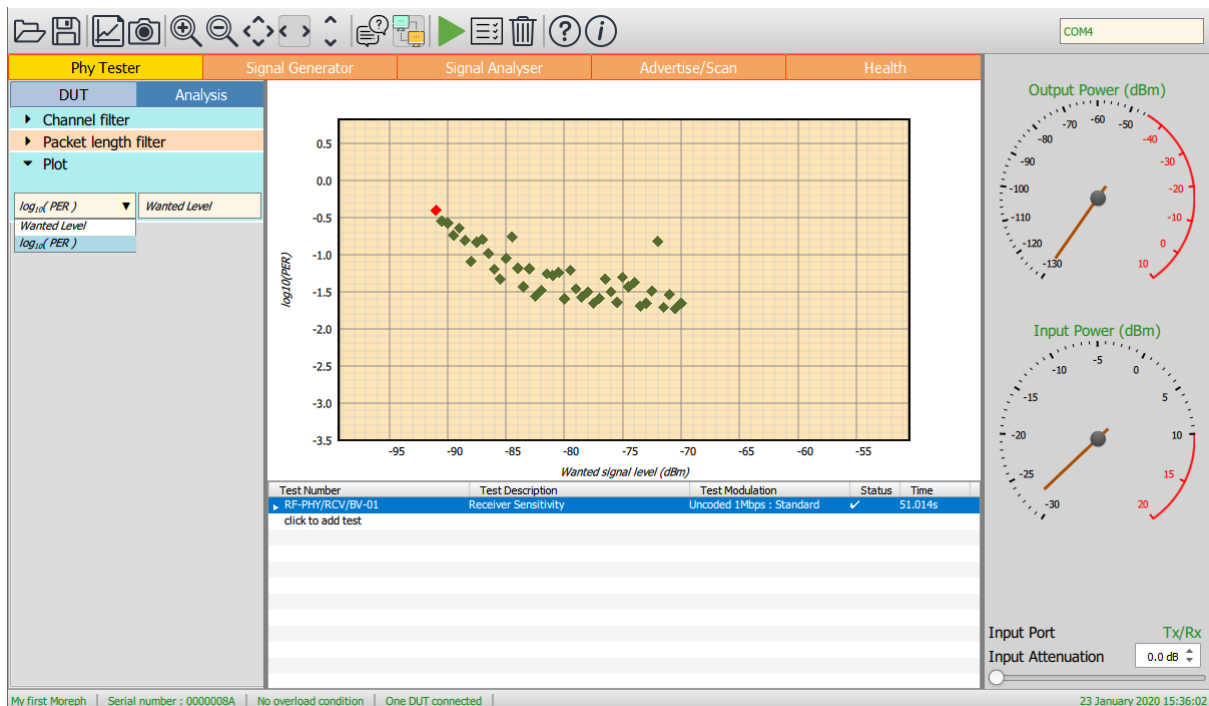 COM4
Phy Tester Signal Generator Signal Analyser Advertise/Scan Health
DUT Analysis
Channel filter
Packet length filter
Plot
log10( PER ) Wanted Level
Wanted Level
log10( PER )
log10(PER)
0.5
0.0
-0.5
-1.0
-1.5
-2.0
-2.5
-3.0
-3.5
-95 -90 -85 -80 -75 -70 -65 -60 -55
Wanted signal level (dBm)
Test Number Test Description Test Modulation Status Time
RF-PHY/RCV/BV-01 Receiver Sensitivity Uncoded 1Mbps : Standard ✓ 51.014s
click to add test
Output Power (dBm)
-130
-120
-110
-100
-90
-80
-70
-60
-50
-40
-30
-20
-10
0
10
Input Power (dBm)
-30
-25
-20
-15
-10
-5
0
5
10
15
20
Input Port Tx/Rx
Input Attenuation 0.0 dB
My first Moreph Serial number : 0000008A No overload condition One DUT connected 23 January 2020 15:36:02